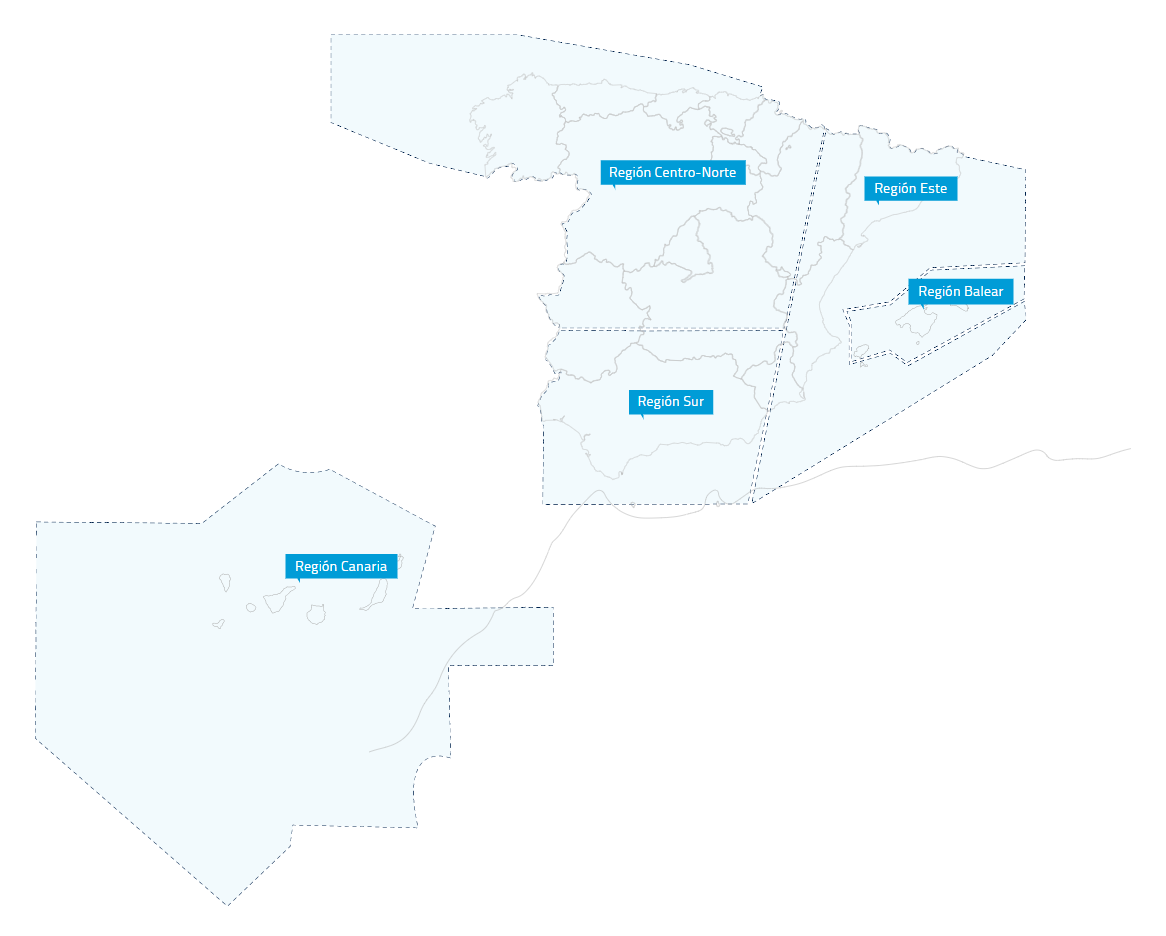 Región Centro-Norte
Región Este
Región Balear
Región Sur
Región Canaria